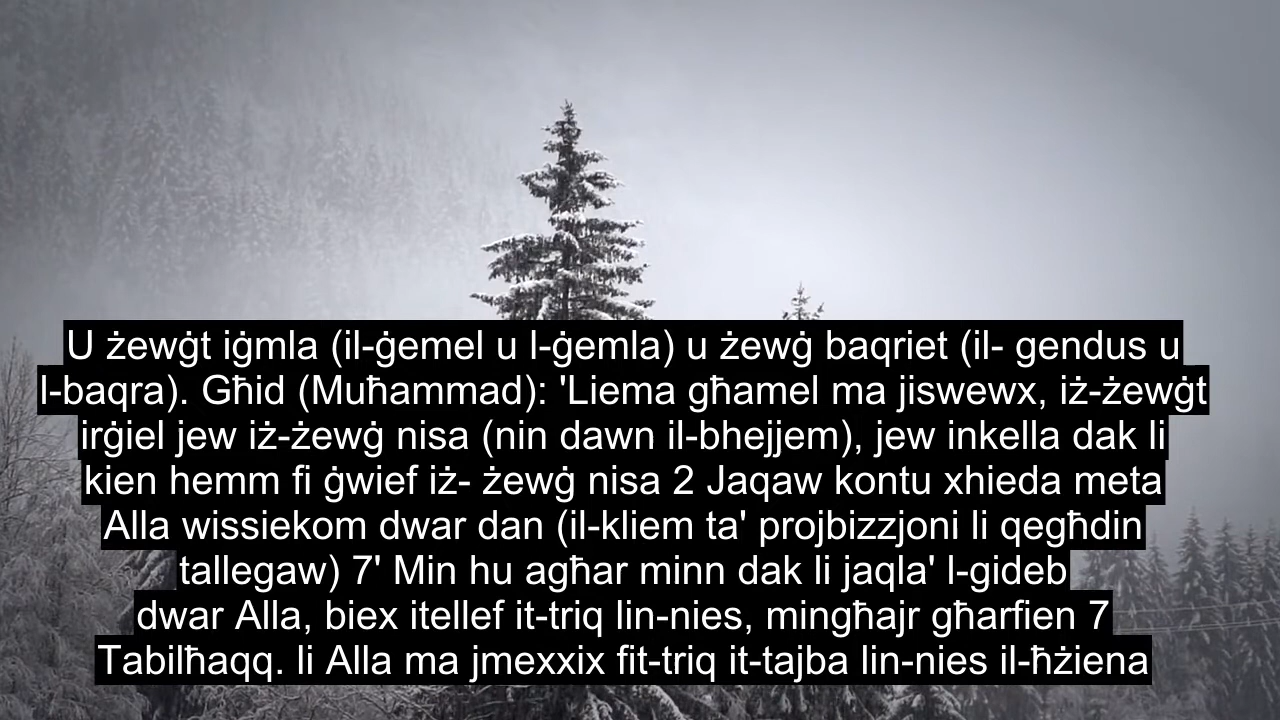 U żewġt iġmla (il-ġemel u l-ġemla) u żewġ baqriet (il- gendus u
l-baqra). Għid (Muħammad): 'Liema għamel ma jiswewx, iż-żewġt
irġiel jew iż-żewġ nisa (nin dawn il-bhejjem), jew inkella dak li
kien hemm fi ġwief iż- żewġ nisa 2 Jaqaw kontu xhieda meta
Alla wissiekom dwar dan (il-kliem ta' projbizzjoni li qegħdin
tallegaw) 7' Min hu agħar minn dak li jaqla' l-gideb
dwar Alla, biex itellef it-triq lin-nies, mingħajr għarfien 7
Tabilħaqq. li Alla ma jmexxix fit-triq it-tajba lin-nies il-ħżiena